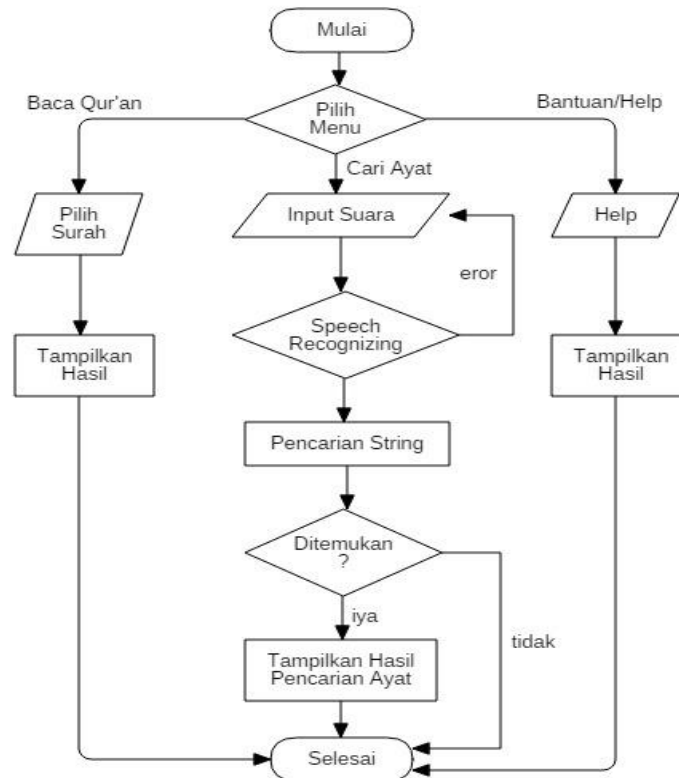 Mulai
Baca Qur'an
Pilih
Menu
Bantuan/Help
Cari Ayat
Pilih
Surah
Input Suara
Help
eror
Speech
Recognizing
Tampilkan
Hasil
Tampilkan
Hasil
Pencarian String
Ditemukan
?
iya
tidak
Tampilkan Hasil
Pencarian Ayat
Selesai